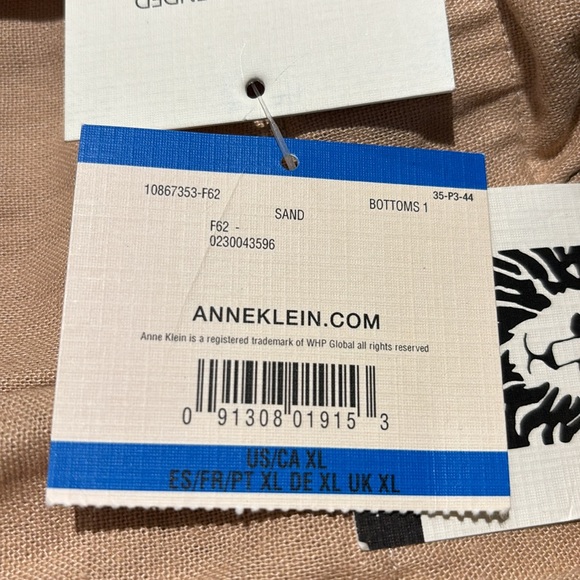 35-P3-44
10867353-F62
BOTTOMS 1
SAND
F62 -
0230043596
ANNEKLEIN.COM
Anne Klein is a registered trademark of WHP Global all rights reserved
0 91308 01915 3
US/CA XL
ES/FR/PT XL DE XL UK XL